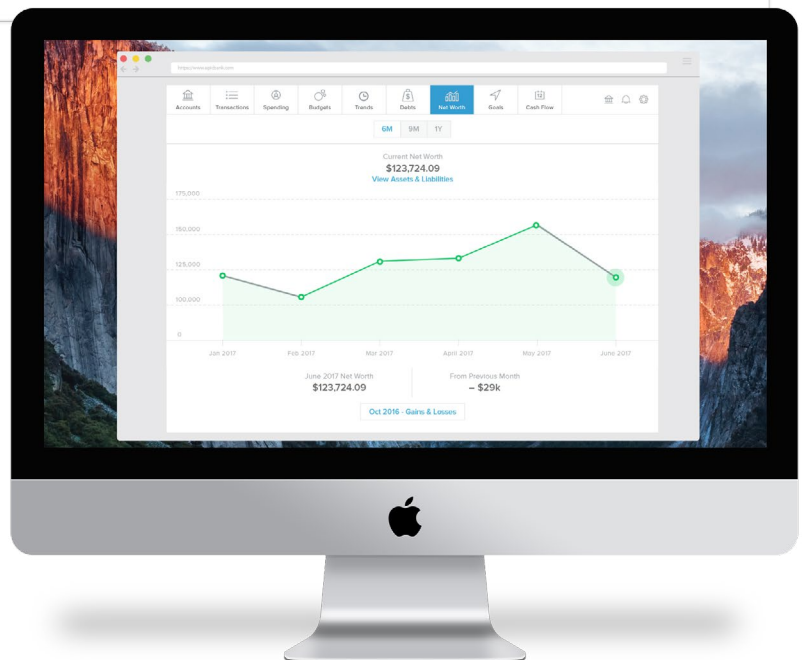 Accounts Transactions Spending Budgets Trends Debts Net Worth Goals Cash Flow
6M 9M 1Y
Current Net Worth
$123,724.09
View Assets & Liabilities
175,000
150,000
125,000
100,000
0
Jan 2017 Feb 2017 Mar 2017 April 2017 May 2017 June 2017
June 2017 Net Worth From Previous Month
$123,724.09 – $29k
Oct 2016 - Gains & Losses